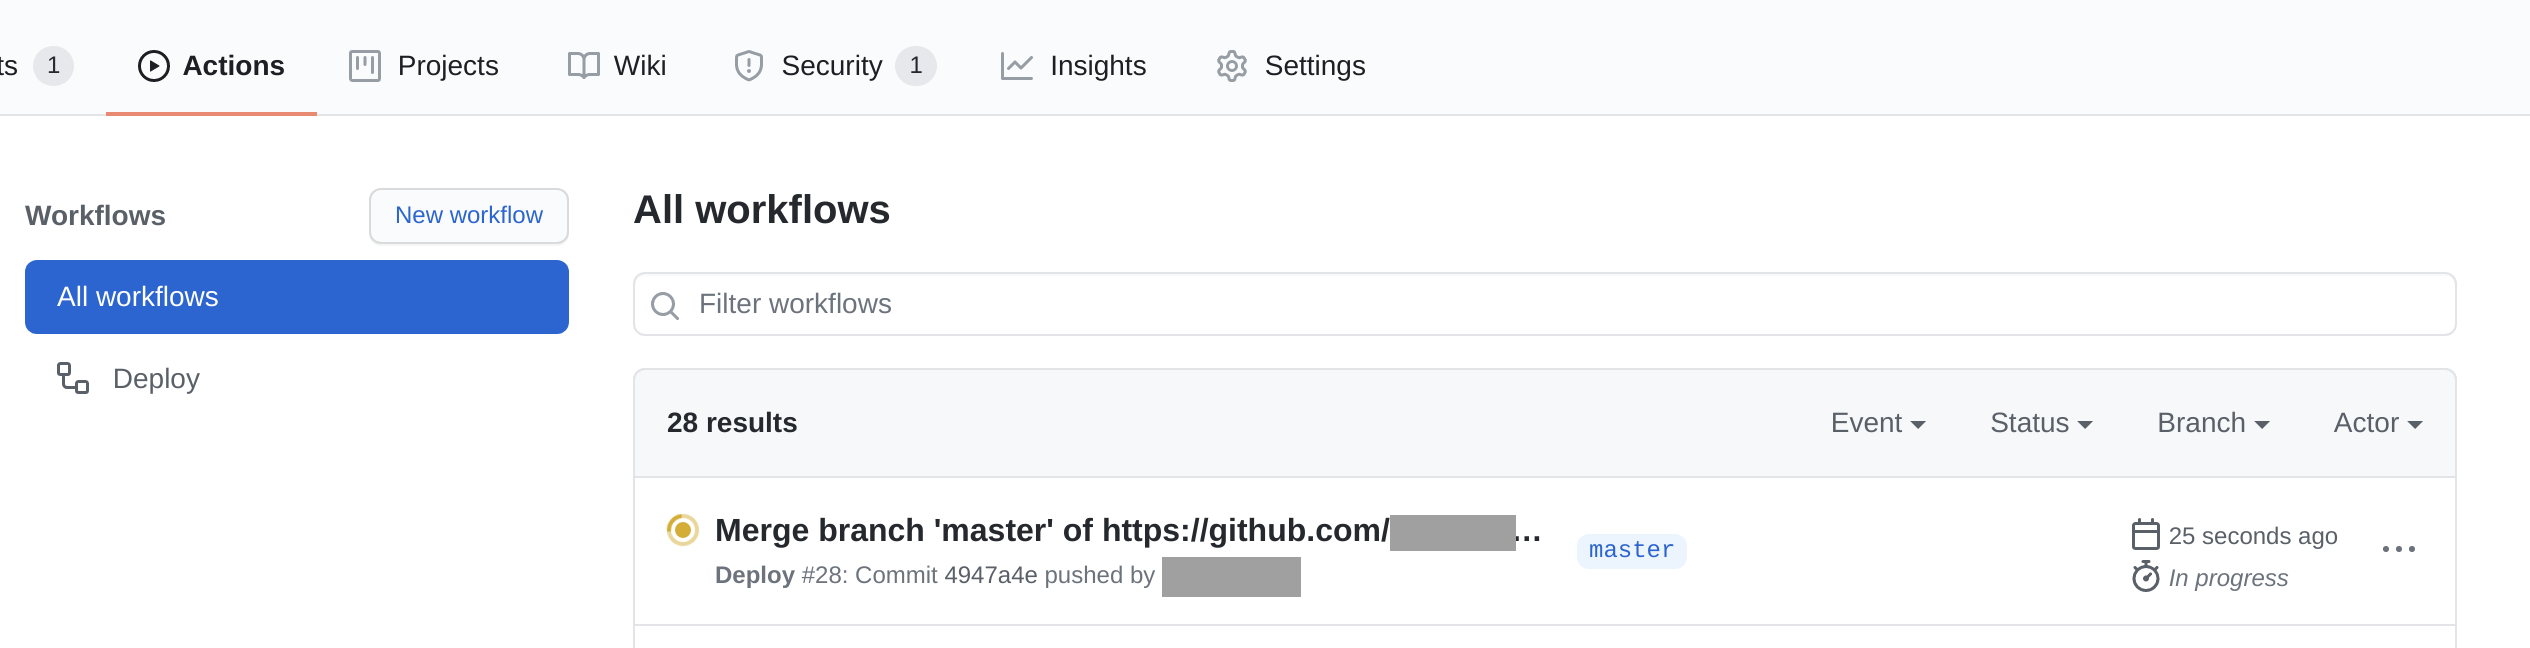 ts 1 Actions Projects Wiki Security 1 Insights Settings
Workflows New workflow
All workflows
Deploy
All workflows
Filter workflows
28 results Event Status Branch Actor
Merge branch 'master' of https://github.com/ ... master
Deploy #28: Commit 4947a4e pushed by
25 seconds ago
In progress